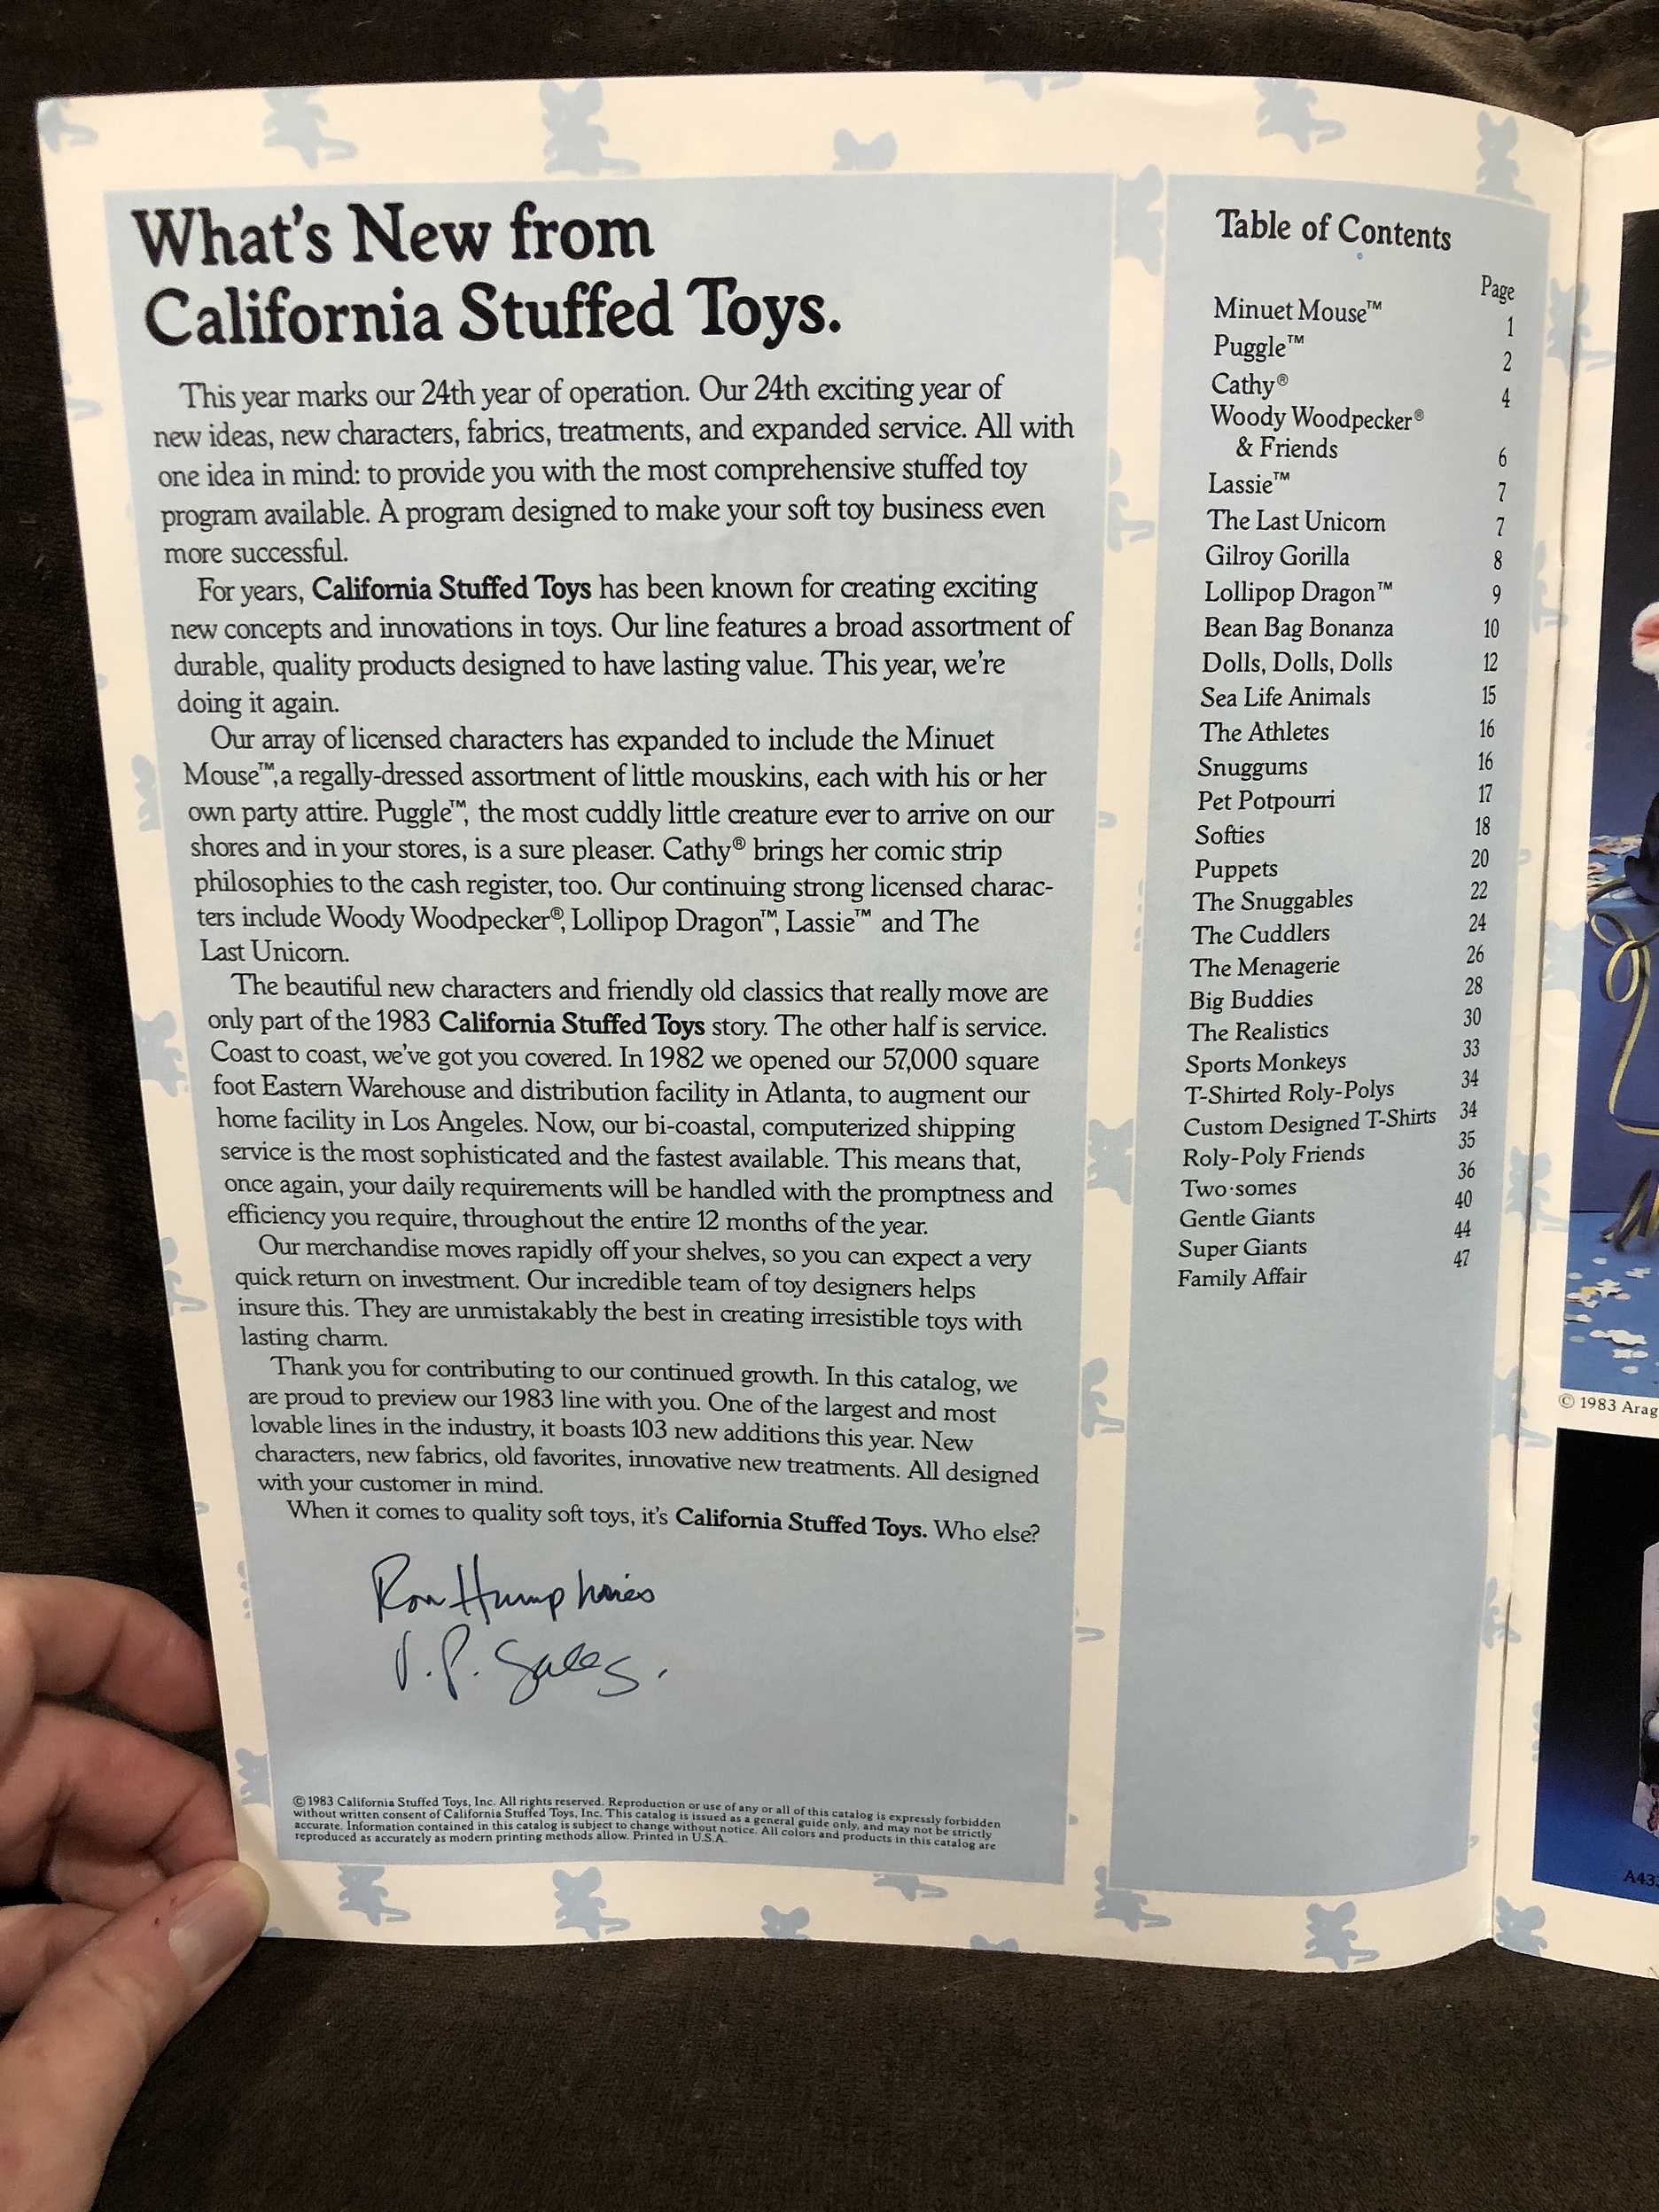 What's New from
California Stuffed Toys.
This year marks our 24th year of operation. Our 24th exciting year of
new ideas, new characters, fabrics, treatments, and expanded service. All with
one idea in mind: to provide you with the most comprehensive stuffed toy
program available. A program designed to make your soft toy business even
more successful.
For years, California Stuffed Toys has been known for creating exciting
new concepts and innovations in toys. Our line features a broad assortment of
durable, quality products designed to have lasting value. This year, we're
doing it again.
Our array of licensed characters has expanded to include the Minuet
Mouse™, a regally-dressed assortment of little mouskins, each with his or her
own party attire. Puggle™, the most cuddly little creature ever to arrive on our
shores and in your stores, is a sure pleaser. Cathy® brings her comic strip
philosophies to the cash register, too. Our continuing strong licensed charac-
ters include Woody Woodpecker®, Lollipop Dragon™, Lassie™ and The
Last Unicorn.
The beautiful new characters and friendly old classics that really move are
only part of the 1983 California Stuffed Toys story. The other half is service.
Coast to coast, we've got you covered. In 1982 we opened our 57,000 square
foot Eastern Warehouse and distribution facility in Atlanta, to augment our
home facility in Los Angeles. Now, our bi-coastal, computerized shipping
service is the most sophisticated and the fastest available. This means that,
once again, your daily requirements will be handled with the promptness and
efficiency you require, throughout the entire 12 months of the year.
Our merchandise moves rapidly off your shelves, so you can expect a very
quick return on investment. Our incredible team of toy designers helps
insure this. They are unmistakably the best in creating irresistible toys with
lasting charm.
Thank you for contributing to our continued growth. In this catalog, we
are proud to preview our 1983 line with you. One of the largest and most
lovable lines in the industry, it boasts 103 new additions this year. New
characters, new fabrics, old favorites, innovative new treatments. All designed
with your customer in mind.
When it comes to quality soft toys, it's California Stuffed Toys. Who else?
Ron Humphries
V.P. Sales.
©1983 California Stuffed Toys, Inc. All rights reserved. Reproduction or use of any or all of this catalog is expressly forbidden
without written consent of California Stuffed Toys, Inc. This catalog is issued as a general guide only, and may not be strictly
accurate. Information contained in this catalog is subject to change without notice. All colors and products in this catalog are
reproduced as accurately as modern printing methods allow. Printed in U.S.A.
Table of Contents
Page
Minuet Mouse™ 1
Puggle™ 2
Cathy® 4
Woody Woodpecker®
& Friends 6
Lassie™ 7
The Last Unicorn 7
Gilroy Gorilla 8
Lollipop Dragon™ 9
Bean Bag Bonanza 10
Dolls, Dolls, Dolls 12
Sea Life Animals 15
The Athletes 16
Snuggums 16
Pet Potpourri 17
Softies 18
Puppets 20
The Snuggables 22
The Cuddlers 24
The Menagerie 26
Big Buddies 28
The Realistics 30
Sports Monkeys 33
T-Shirted Roly-Polys 34
Custom Designed T-Shirts 34
Roly-Poly Friends 35
Two-somes 36
Gentle Giants 40
Super Giants 44
Family Affair 47
© 1983